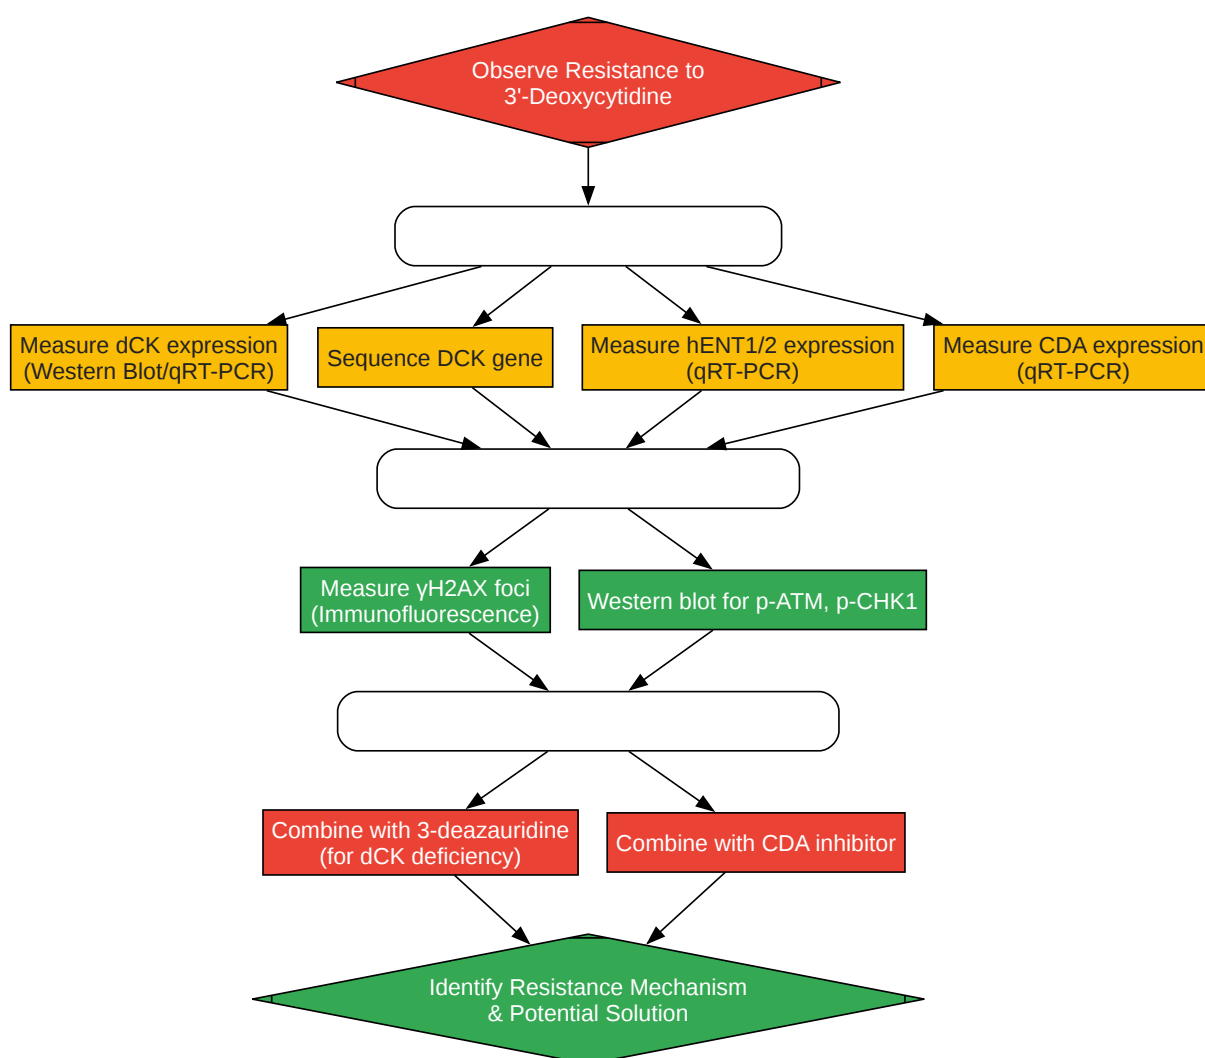 Observe Resistance to
3'-Deoxycytidine
Measure dCK expression
(Western Blot/qRT-PCR)
Sequence DCK gene
Measure hENT1/2 expression
(qRT-PCR)
Measure CDA expression
(qRT-PCR)
Measure γH2AX foci
(Immunofluorescence)
Western blot for p-ATM, p-CHK1
Combine with 3-deazauridine
(for dCK deficiency)
Combine with CDA inhibitor
Identify Resistance Mechanism
& Potential Solution